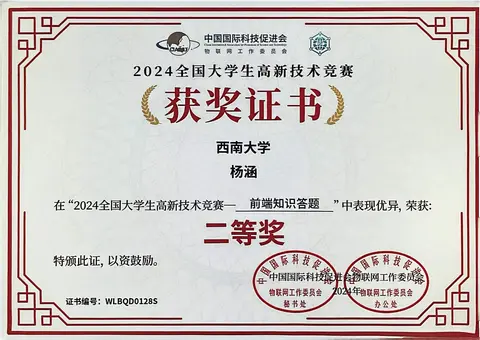 中国国际科技促进会
物联网工作委员会
2024全国大学生高新技术竞赛
获奖证书
西南大学
杨涵
在“2024全国大学生高新技术竞赛— 前端知识答题 ”中表现优异, 荣获:
二等奖
特颁此证, 以资鼓励。
中国国际科技促进会物联网工作委员会
2024年
中国国际科技促进会
物联网工作委员会
秘书处
中国国际科技促进会
物联网工作委员会
办公处
证书编号: WLBQD0128S